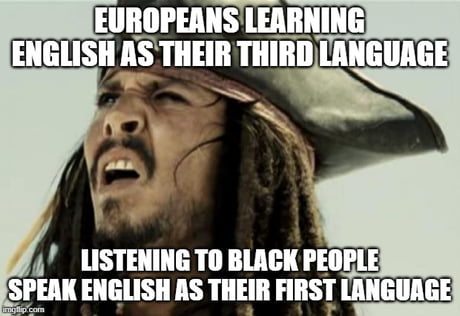 EUROPEANS LEARNING
ENGLISH AS THEIR THIRD LANGUAGE
LISTENING TO BLACK PEOPLE
SPEAK ENGLISH AS THEIR FIRST LANGUAGE
imgflip.com